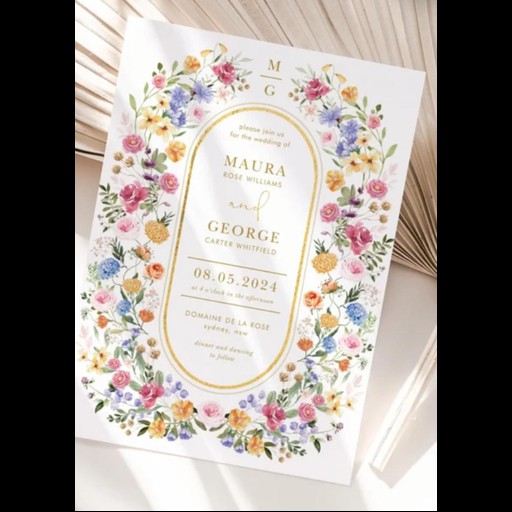 M
G
please join us
for the wedding of
MAURA
ROSE WILLIAMS
and
GEORGE
CARTER WHITFIELD
08.05.2024
at 4 o'clock in the afternoon
DOMAINE DE LA ROSE
sydney, nsw
dinner and dancing
to follow